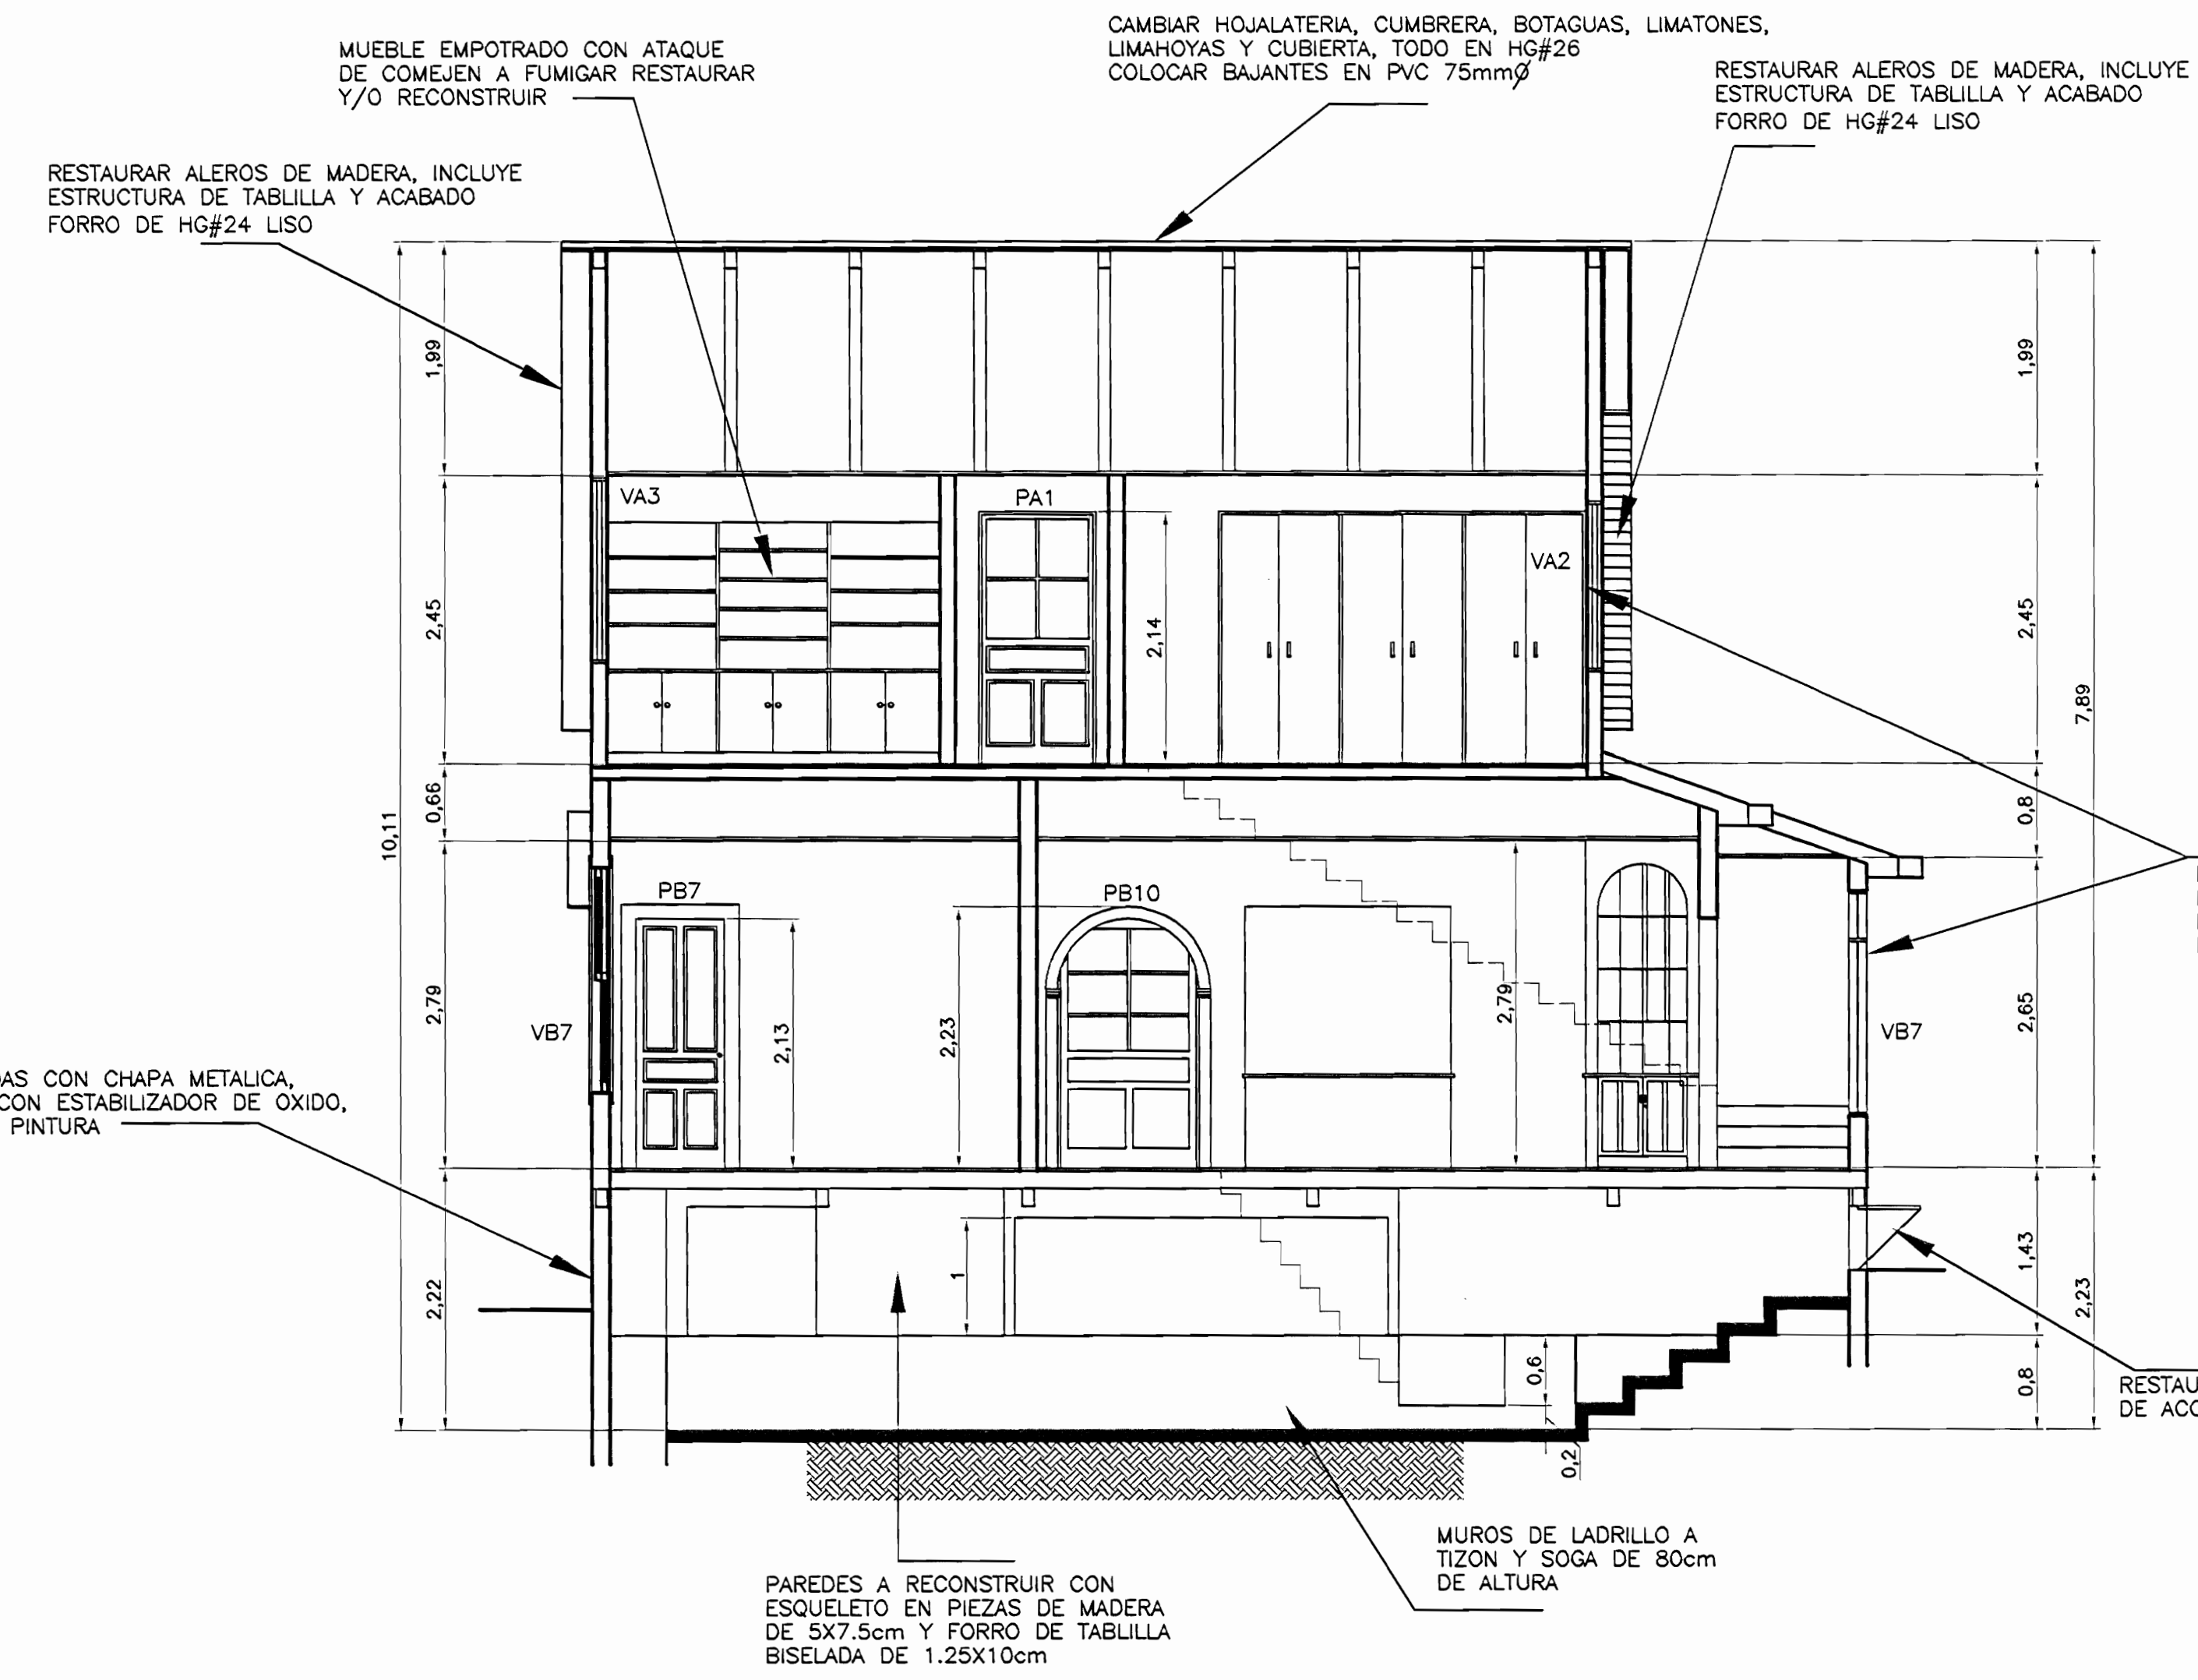 CAMBIAR HOJALATERIA, CUMBRERA, BOTAGUAS, LIMATONES,
LIMAHOYAS Y CUBIERTA, TODO EN HG#26
COLOCAR BAJANTES EN PVC 75mmØ
MUEBLE EMPOTRADO CON ATAQUE
DE COMEJEN A FUMIGAR RESTAURAR
Y/O RECONSTRUIR
RESTAURAR ALEROS DE MADERA, INCLUYE
ESTRUCTURA DE TABLILLA Y ACABADO
FORRO DE HG#24 LISO
RESTAURAR ALEROS DE MADERA, INCLUYE
ESTRUCTURA DE TABLILLA Y ACABADO
FORRO DE HG#24 LISO
1,99
1,99
VA3
PA1
VA2
2,45
2,14
2,45
7,89
0,66
0,8
10,11
PB7
PB10
2,79
2,13
2,23
2,79
2,65
VB7
VB7
AS CON CHAPA METALICA,
CON ESTABILIZADOR DE OXIDO,
PINTURA
2,22
1
1,43
2,23
0,6
0,8
0,2
RESTAU
DE ACC
MUROS DE LADRILLO A
TIZON Y SOGA DE 80cm
DE ALTURA
PAREDES A RECONSTRUIR CON
ESQUELETO EN PIEZAS DE MADERA
DE 5X7.5cm Y FORRO DE TABLILLA
BISELADA DE 1.25X10cm